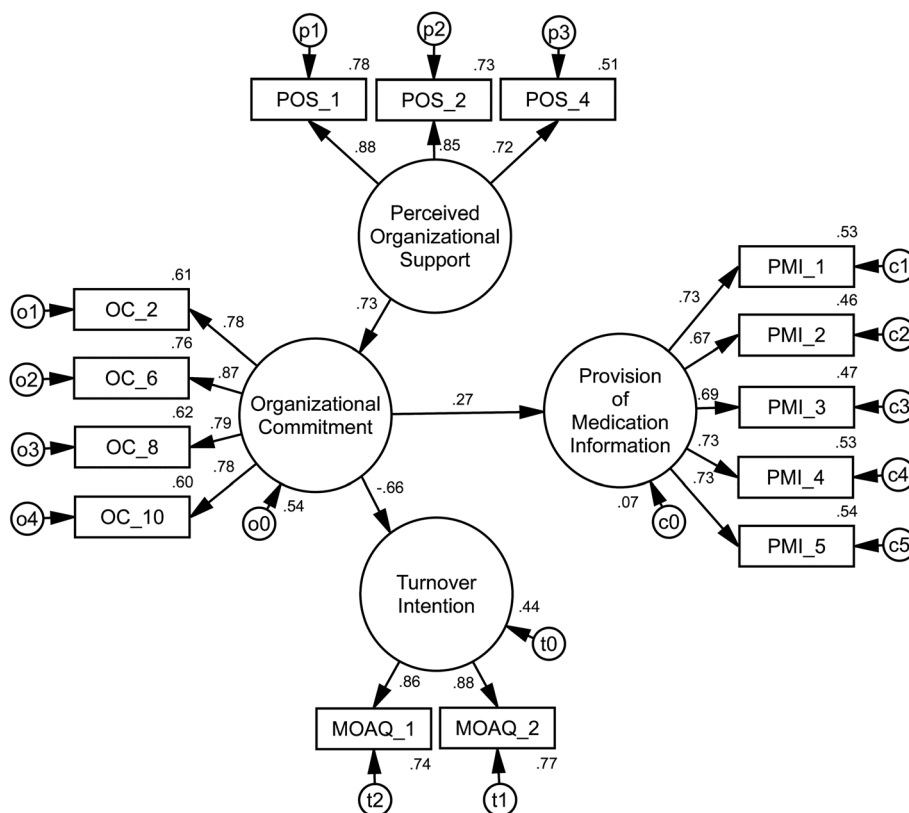 p1
p2
p3
.78
.73
.51
POS_1
POS_2
POS_4
.88
.85
.72
Perceived
Organizational
Support
.73
.61
o1
OC_2
.78
.76
o2
OC_6
.87
.62
o3
OC_8
.79
.60
o4
OC_10
.78
Organizational
Commitment
.54
o0
.27
-.66
Provision
of
Medication
Information
.07
c0
.53
.73
PMI_1
c1
.46
.67
PMI_2
c2
.47
.69
PMI_3
c3
.53
.73
PMI_4
c4
.54
.73
PMI_5
c5
Turnover
Intention
.44
t0
.86
.88
MOAQ_1
MOAQ_2
.74
.77
t2
t1